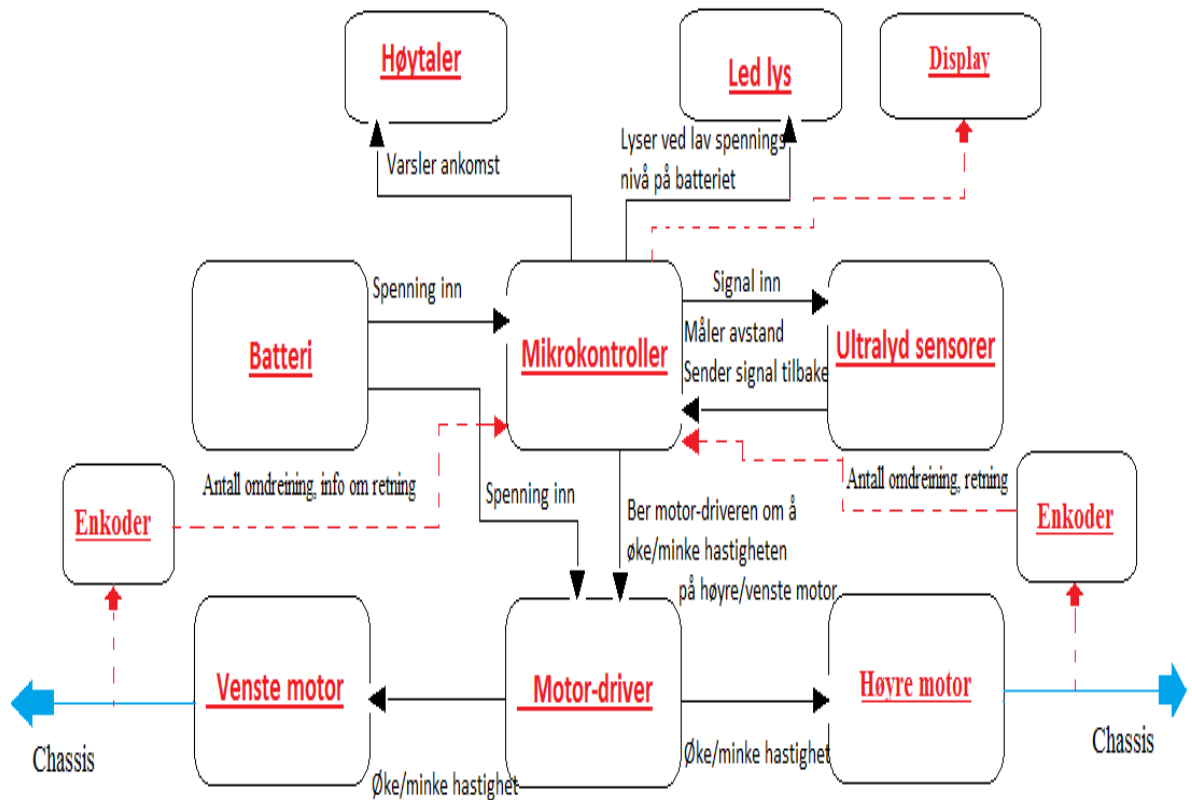 Høytaler
Led lys
Display
Varsler ankomst
Lyser ved lav spennings
nivå på batteriet
Spenning inn
Signal inn
Batteri
Mikrokontroller
Måler avstand
Sender signal tilbake
Ultralyd sensorer
Antall omdreining, info om retning
Spenning inn
Antall omdreining, retning
Enkoder
Ber motor-driveren om å
øke/minke hastigheten
på høyre/venste motor
Enkoder
Venste motor
Motor-driver
Høyre motor
Chassis
Øke/minke hastighet
Øke/minke hastighet
Chassis